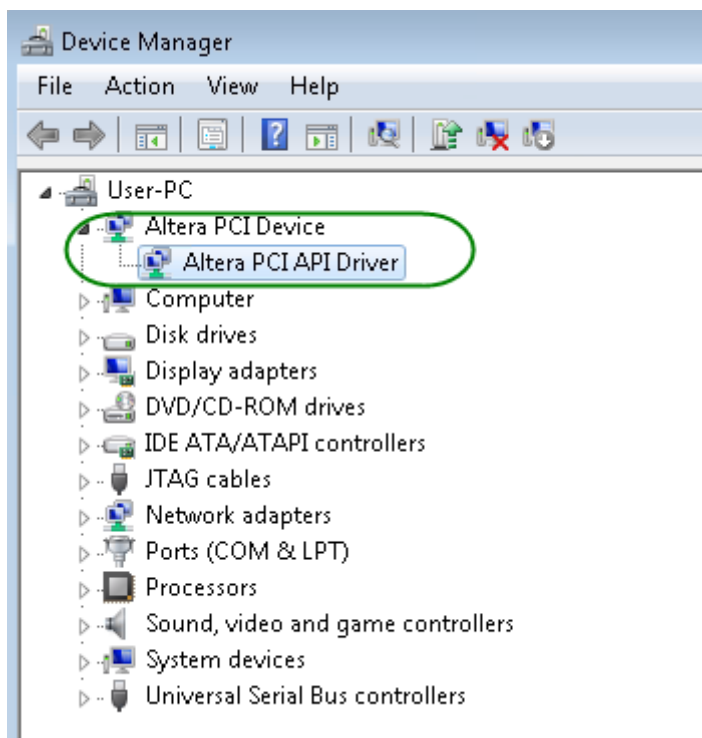 Device Manager
File Action View Help
User-PC
Altera PCI Device
Altera PCI API Driver
Computer
Disk drives
Display adapters
DVD/CD-ROM drives
IDE ATA/ATAPI controllers
JTAG cables
Network adapters
Ports (COM & LPT)
Processors
Sound, video and game controllers
System devices
Universal Serial Bus controllers